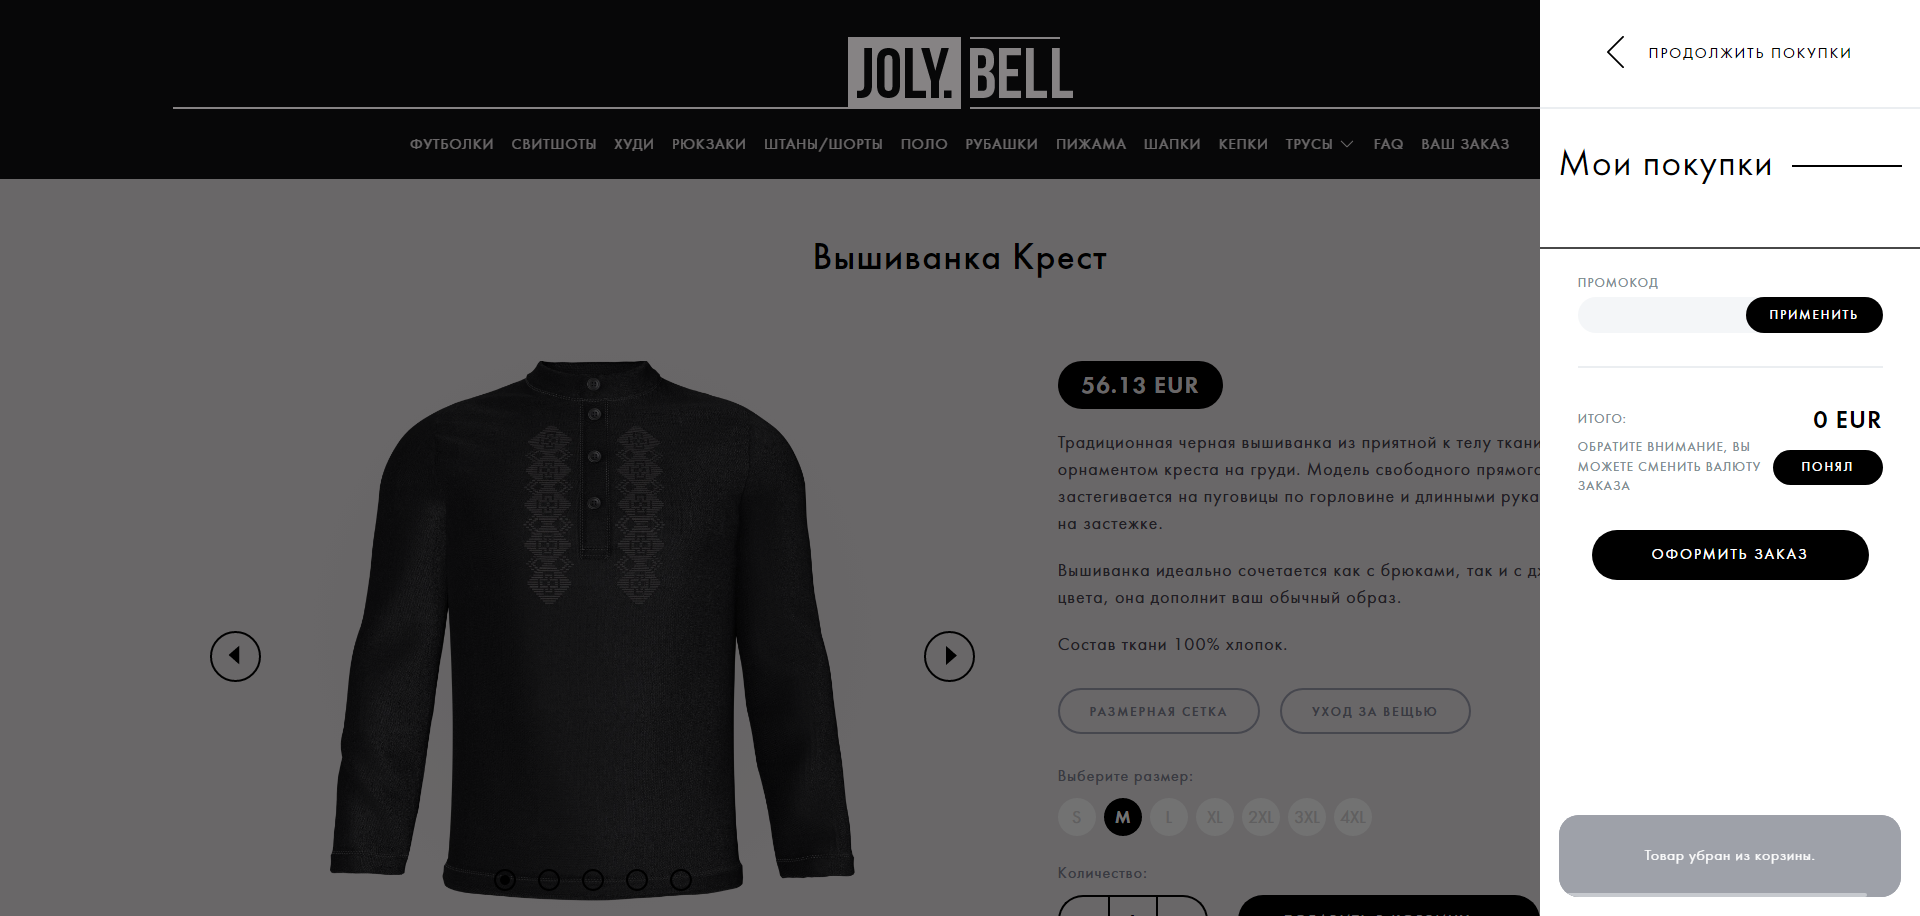 JOLY. BELL
ФУТБОЛКИ СВИТШОТЫ ХУДИ РЮКЗАКИ ШТАНЫ/ШОРТЫ ПОЛО РУБАШКИ ПИЖАМА ШАПКИ КЕПКИ ТРУСЫ FAQ ВАШ ЗАКАЗ
Вышиванка Крест
56.13 EUR
Традиционная черная вышиванка из приятной к телу ткани
орнаментом креста на груди. Модель свободного прямого
застегивается на пуговицы по горловине и длинными
на застежке.
Вышиванка идеально сочетается как с брюками, так и с
цвета, она дополнит ваш обычный образ.
Состав ткани 100% хлопок.
РАЗМЕРНАЯ СЕТКА УХОД ЗА ВЕЩЬЮ
Выберите размер:
S M L XL 2XL 3XL 4XL
Количество:
ПРОДОЛЖИТЬ ПОКУПКИ
Мои покупки
ПРОМОКОД
ПРИМЕНИТЬ
ИТОГО: 0 EUR
ОБРАТИТЕ ВНИМАНИЕ, ВЫ
МОЖЕТЕ СМЕНИТЬ ВАЛЮТУ
ЗАКАЗА
ПОНЯЛ
ОФОРМИТЬ ЗАКАЗ
Товар убран из корзины.